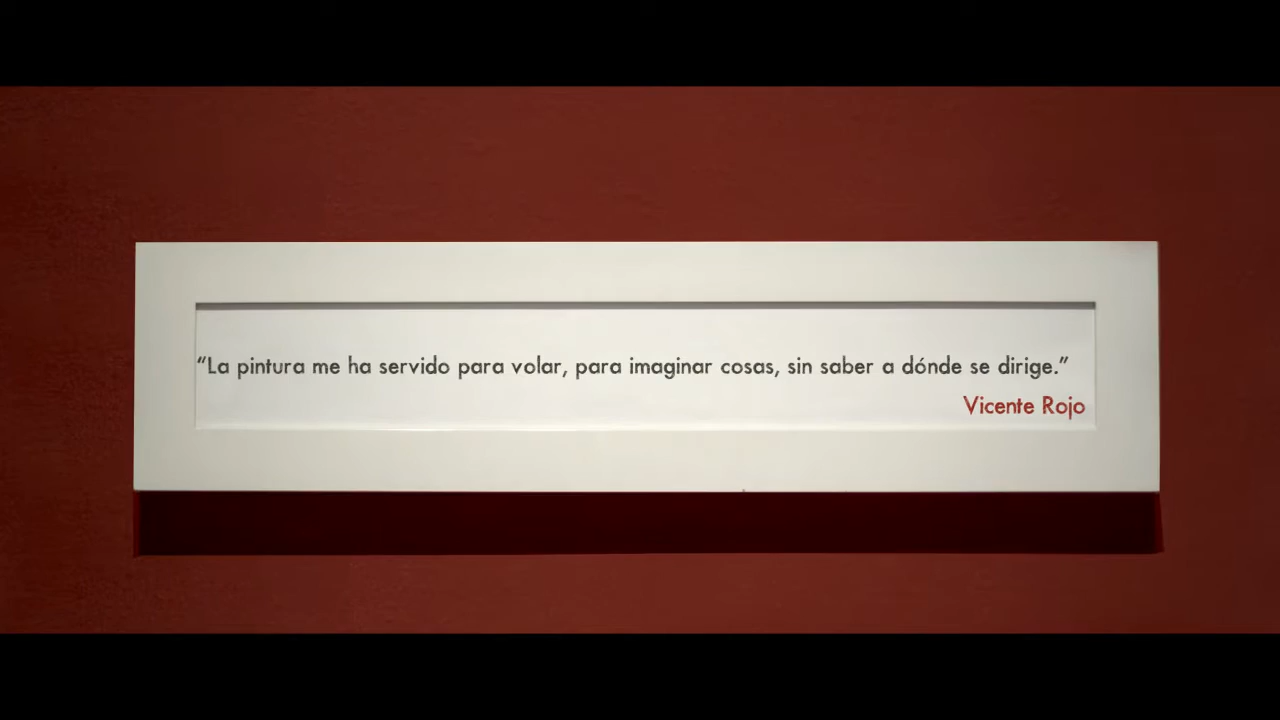 “La pintura me ha servido para volar, para imaginar cosas, sin saber a dónde se dirige.”
Vicente Rojo